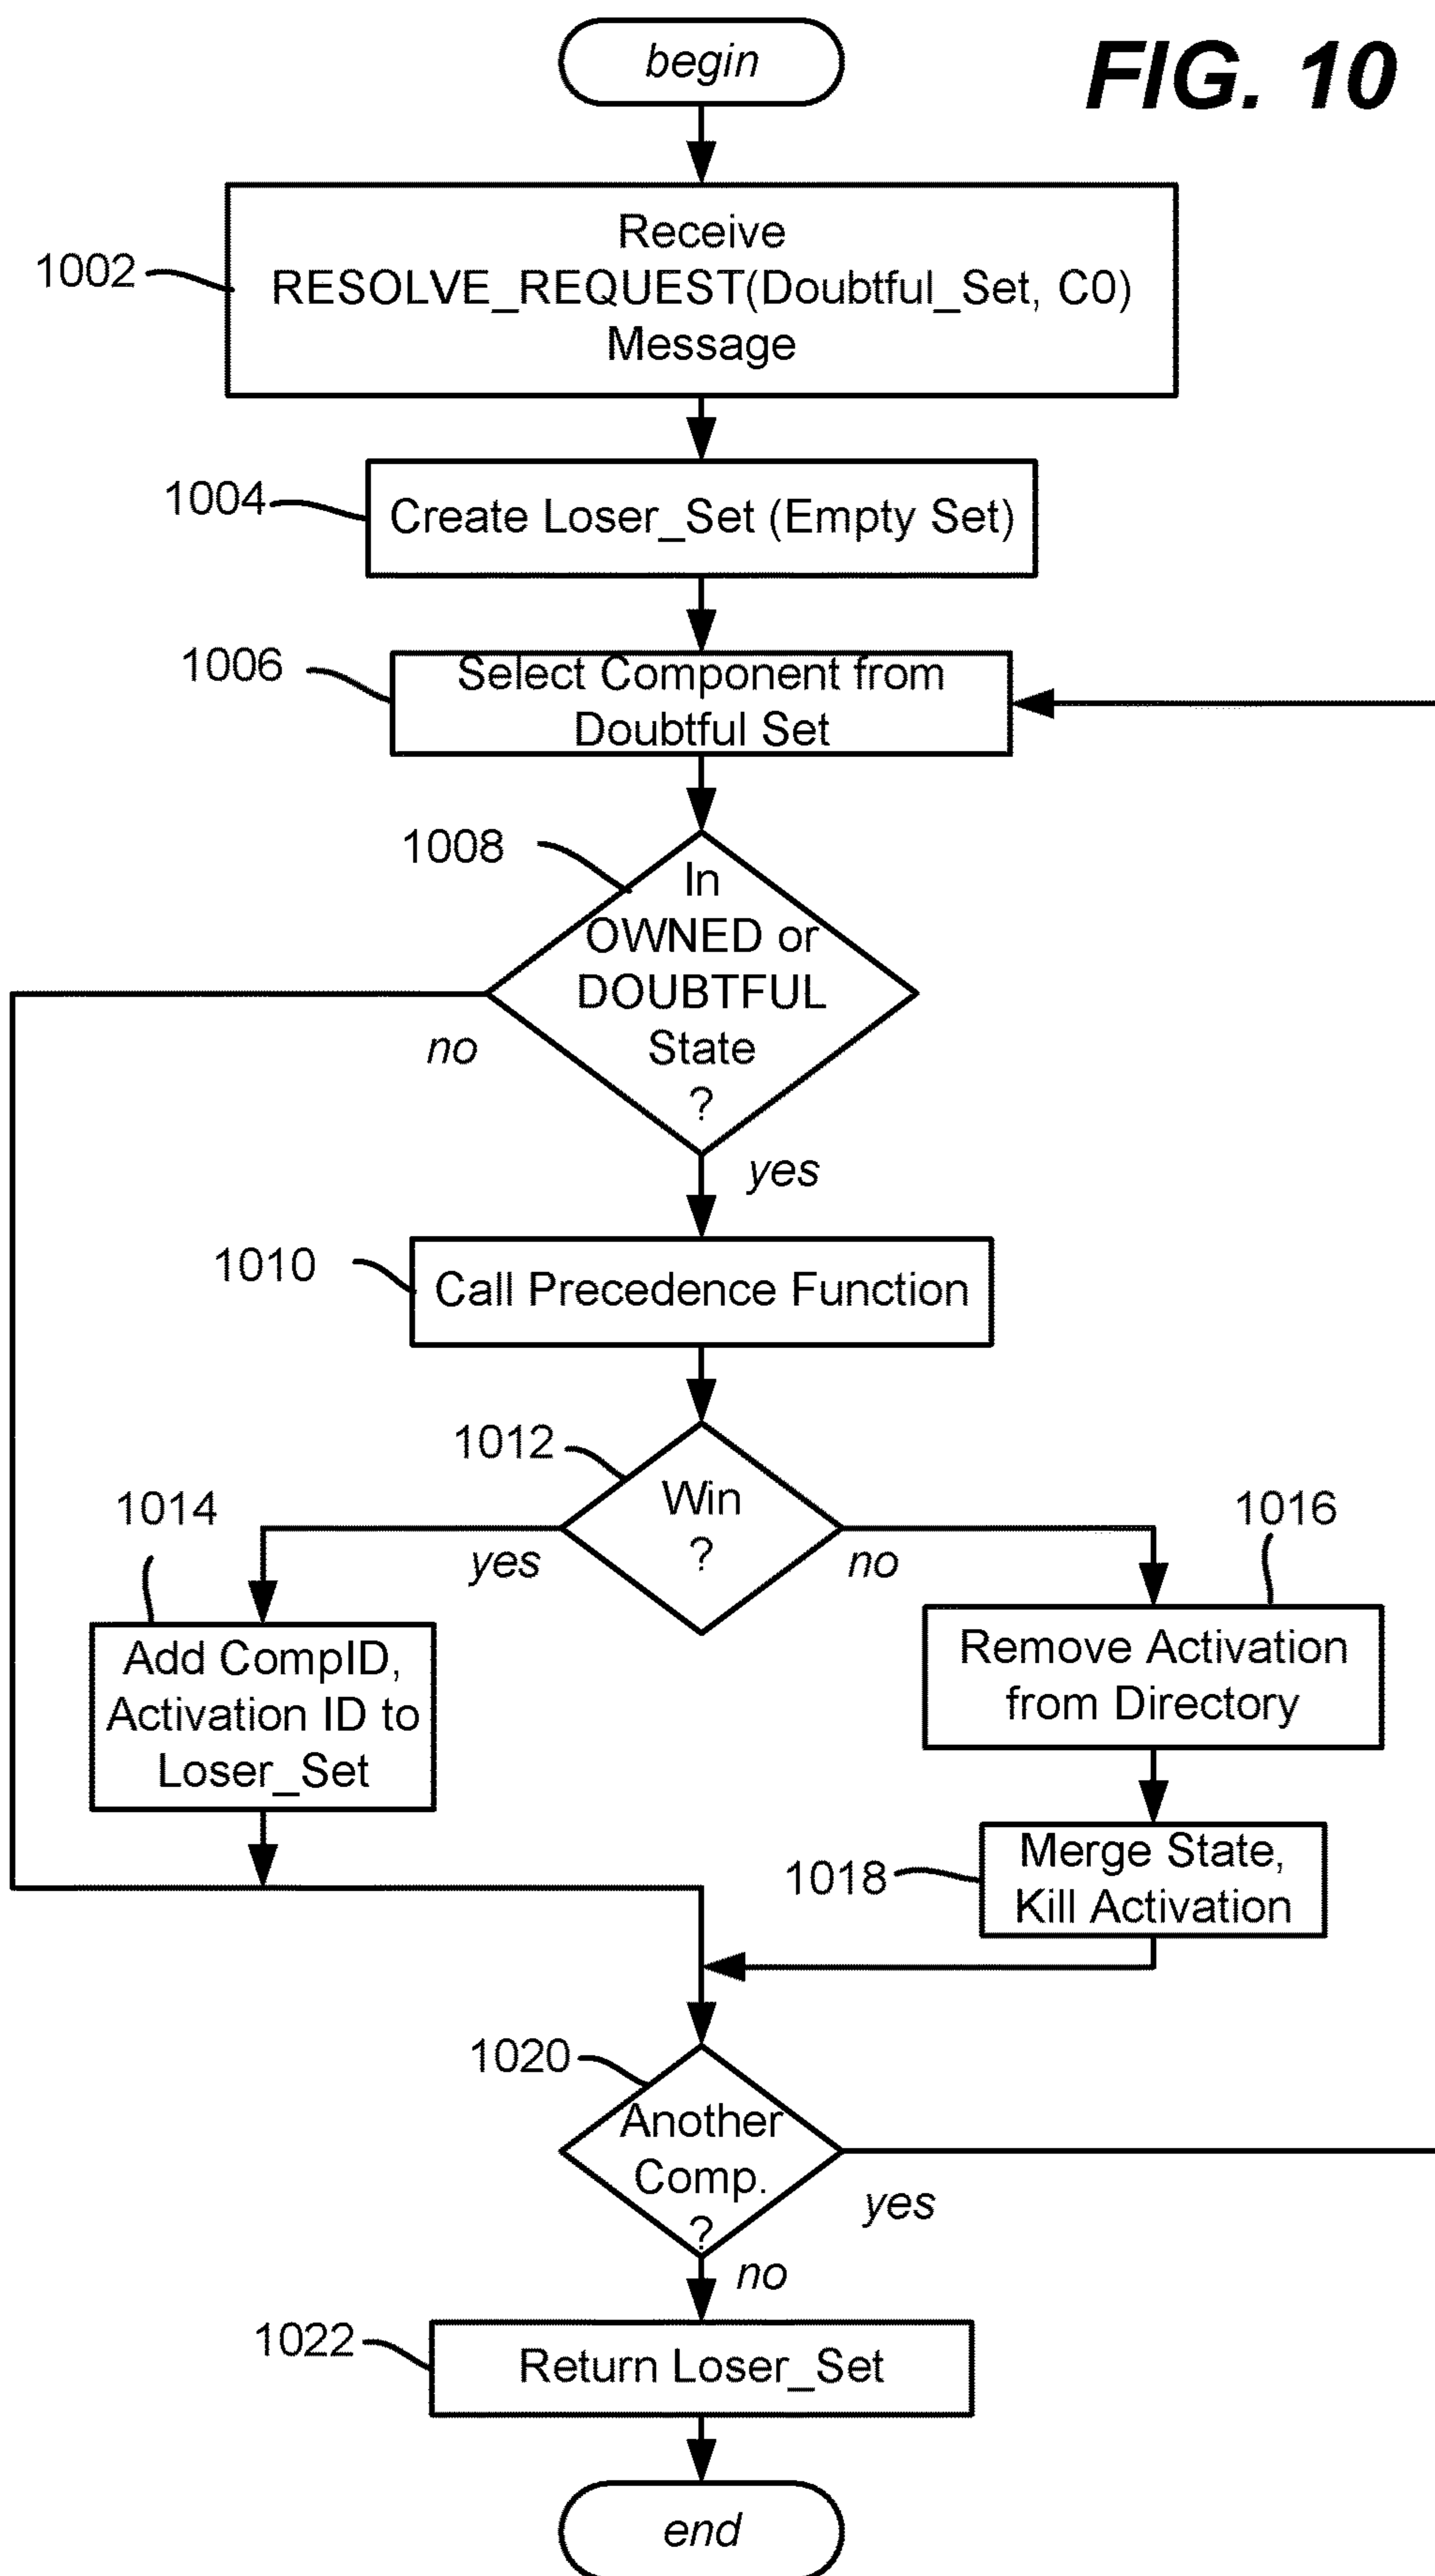 begin
FIG. 10
1002
Receive
RESOLVE_REQUEST(Doubtful_Set, C0)
Message
1004
Create Loser_Set (Empty Set)
1006
Select Component from
Doubtful Set
1008
In
OWNED or
DOUBTFUL
State
?
no
yes
1010
Call Precedence Function
1012
Win
?
yes
no
1014
Add CompID,
Activation ID to
Loser_Set
1016
Remove Activation
from Directory
1018
Merge State,
Kill Activation
1020
Another
Comp.
?
yes
no
1022
Return Loser_Set
end